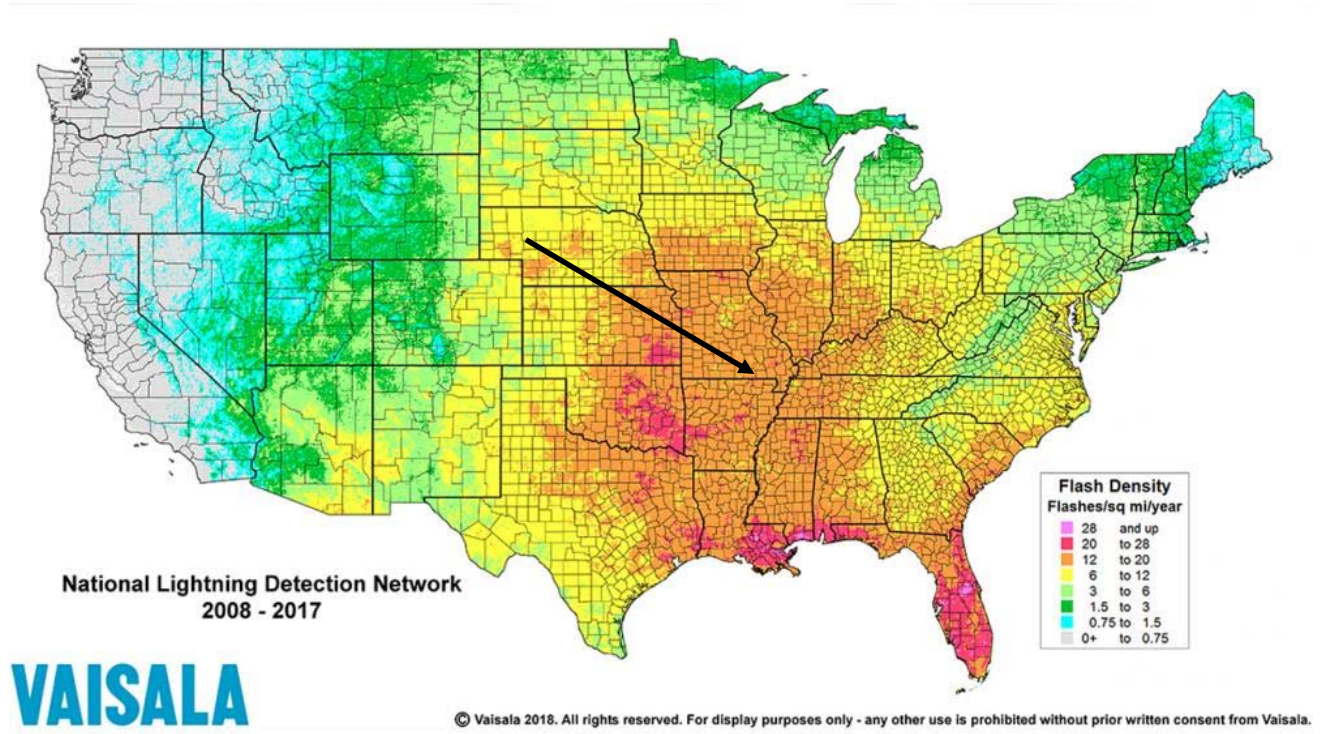 Flash Density
Flashes/sq mi/year
28 and up
20 to 28
12 to 20
6 to 12
3 to 6
1.5 to 3
0.75 to 1.5
0+ to 0.75
National Lightning Detection Network
2008 - 2017
VAISALA
© Vaisala 2018. All rights reserved. For display purposes only - any other use is prohibited without prior written consent from Vaisala.